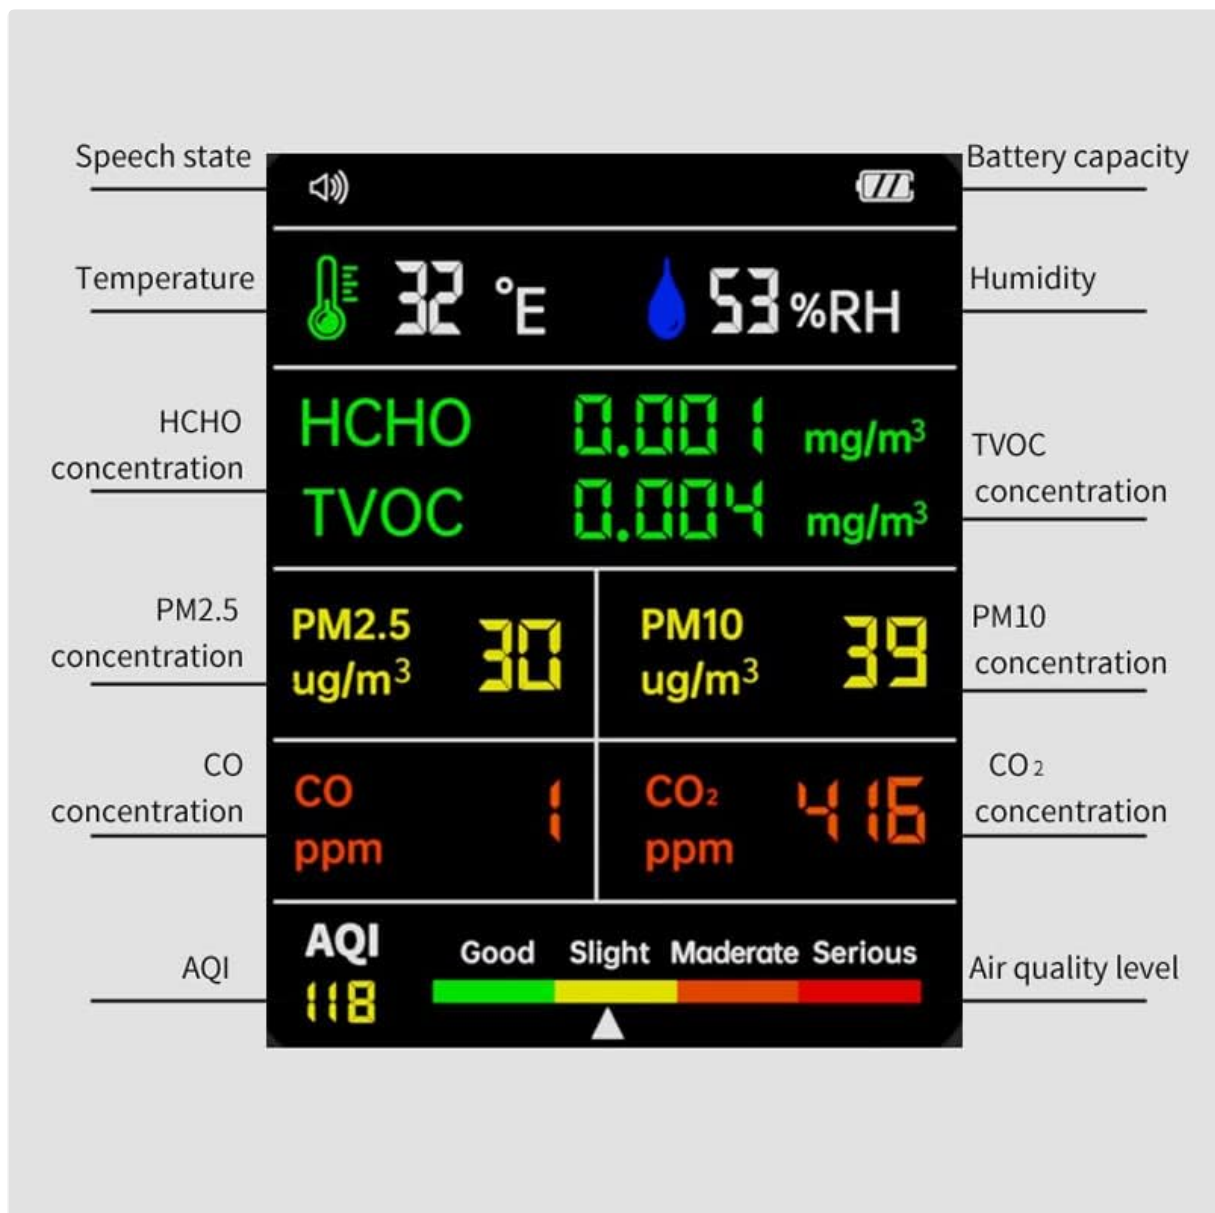 Speech state
Battery capacity
Temperature
32 °E
53 %RH
Humidity
HCHO
concentration
HCHO 0.001 mg/m³
TVOC 0.004 mg/m³
TVOC
concentration
PM2.5
concentration
PM2.5
ug/m³
30
PM10
ug/m³
39
PM10
concentration
CO
concentration
CO
ppm
1
CO₂
ppm
416
CO₂
concentration
AQI
AQI
118
Good Slight Maderate Serious
Air quality level